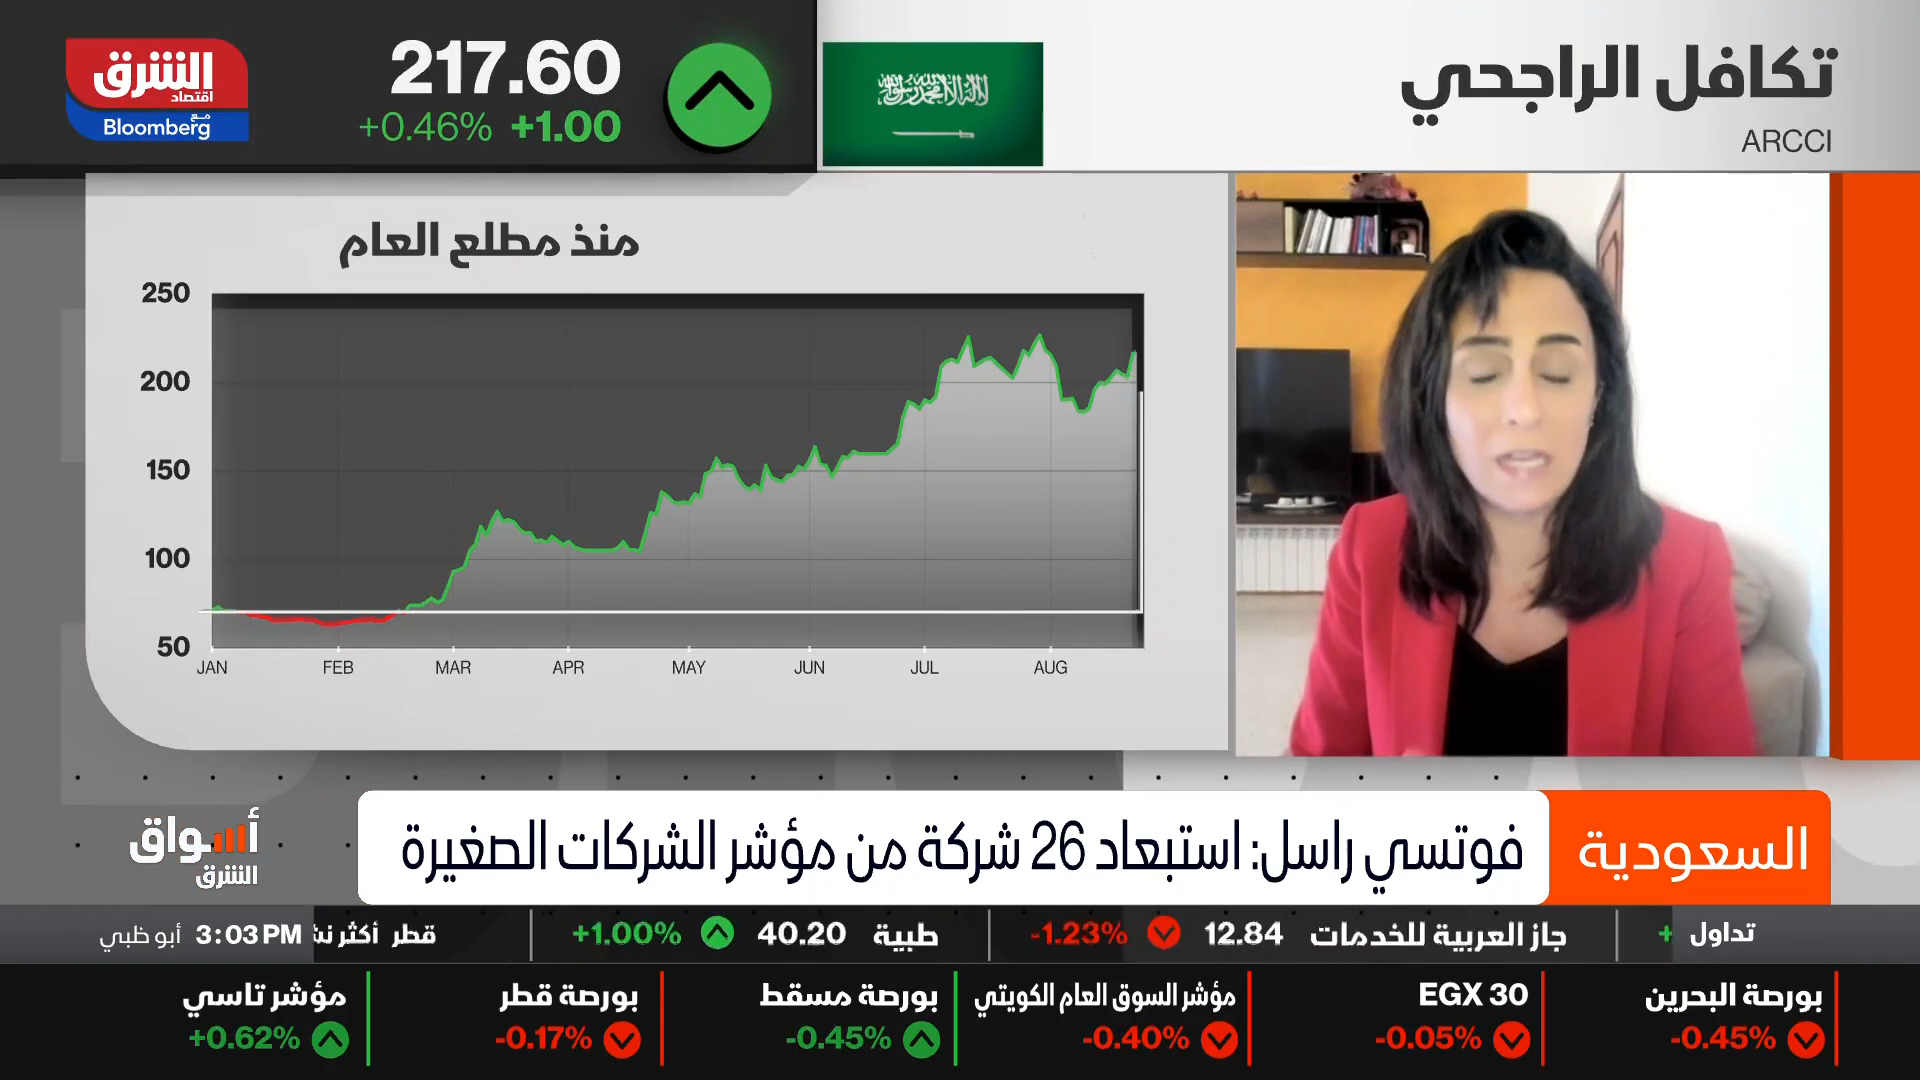 الشرق
اقتصاد
مع
Bloomberg
217.60
+0.46% +1.00
تكافل الراجحي
ARCCI
منذ مطلع العام
250
200
150
100
50
JAN FEB MAR APR MAY JUN JUL AUG
السعودية
فوتسي راسل: استبعاد 26 شركة من مؤشر الشركات الصغيرة
أسواق
الشرق
تداول +
جاز العربية للخدمات 12.84 -1.23%
طبية 40.20 +1.00%
قطر أكثر
3:03 PM أبو ظبي
بورصة البحرين
-0.45%
EGX 30
-0.05%
مؤشر السوق العام الكويتي
-0.40%
بورصة مسقط
-0.45%
بورصة قطر
-0.17%
مؤشر تاسي
+0.62%